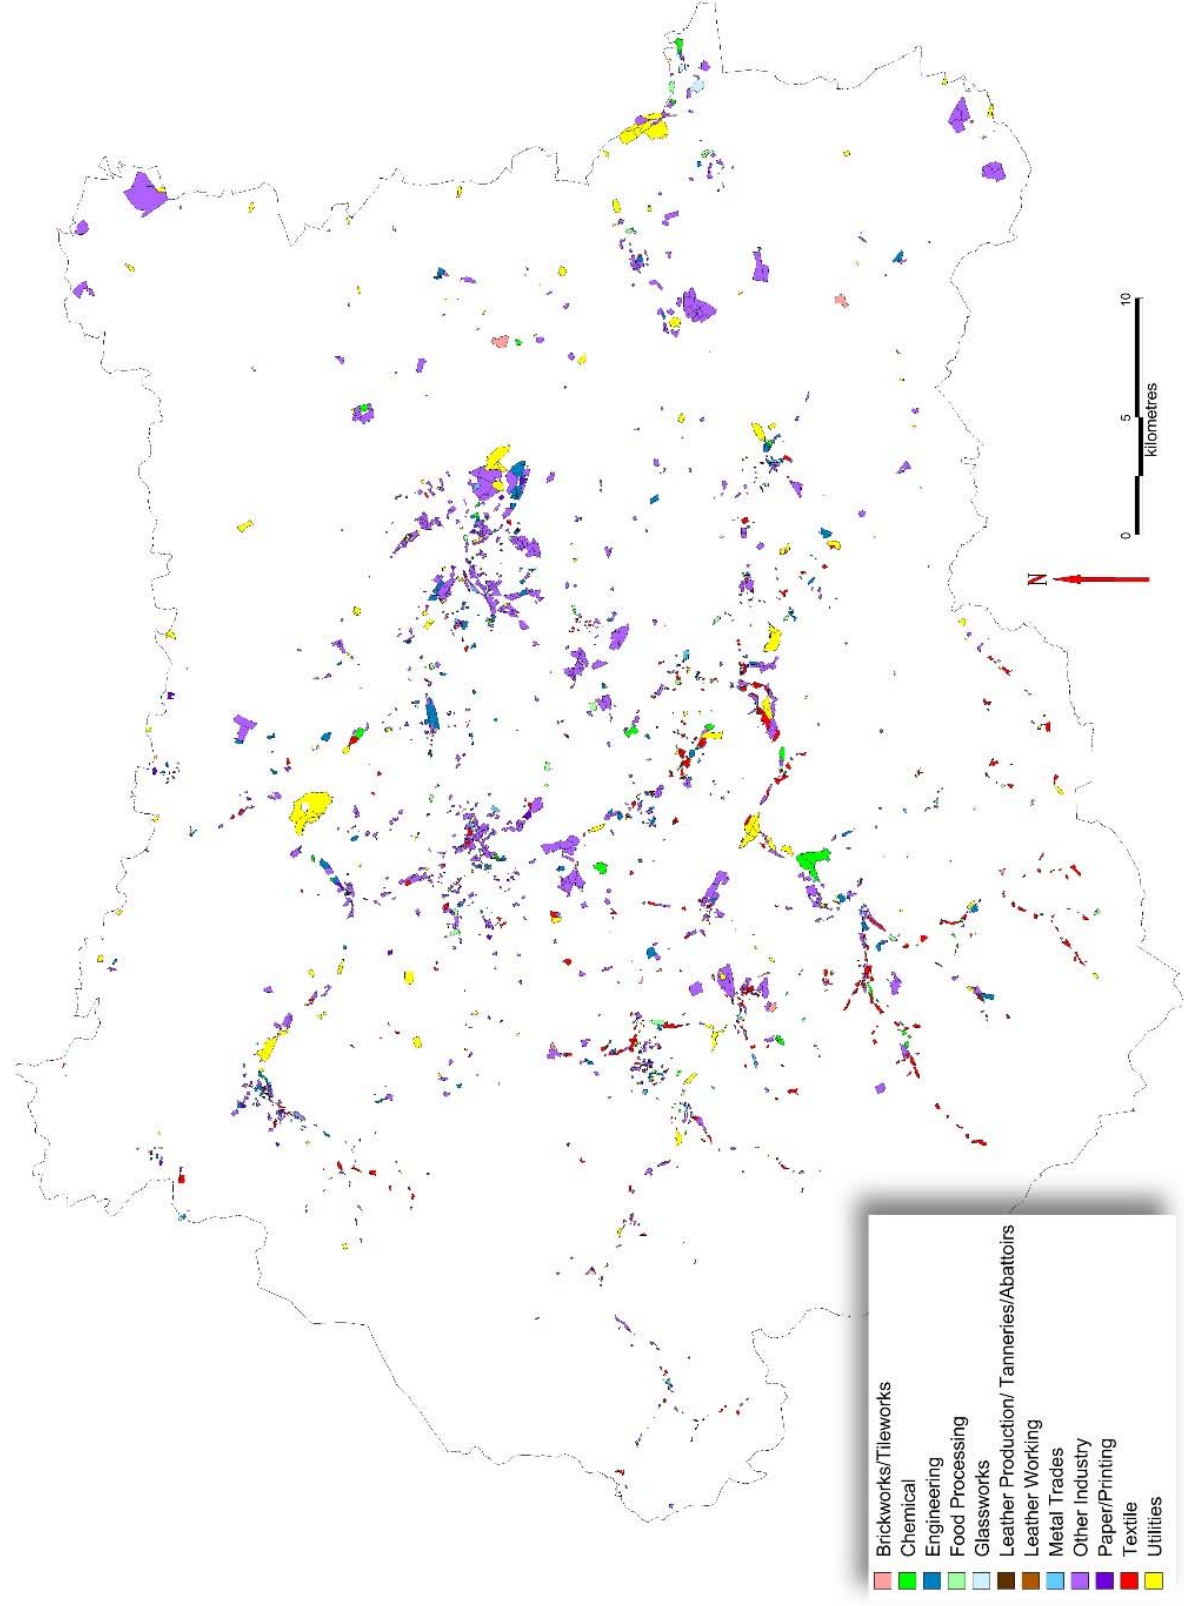 Brickworks/Tileworks
Chemical
Engineering
Food Processing
Glassworks
Leather Production/ Tanneries/Abattoirs
Leather Working
Metal Trades
Other Industry
Paper/Printing
Textile
Utilities
N
0 5 10
kilometres